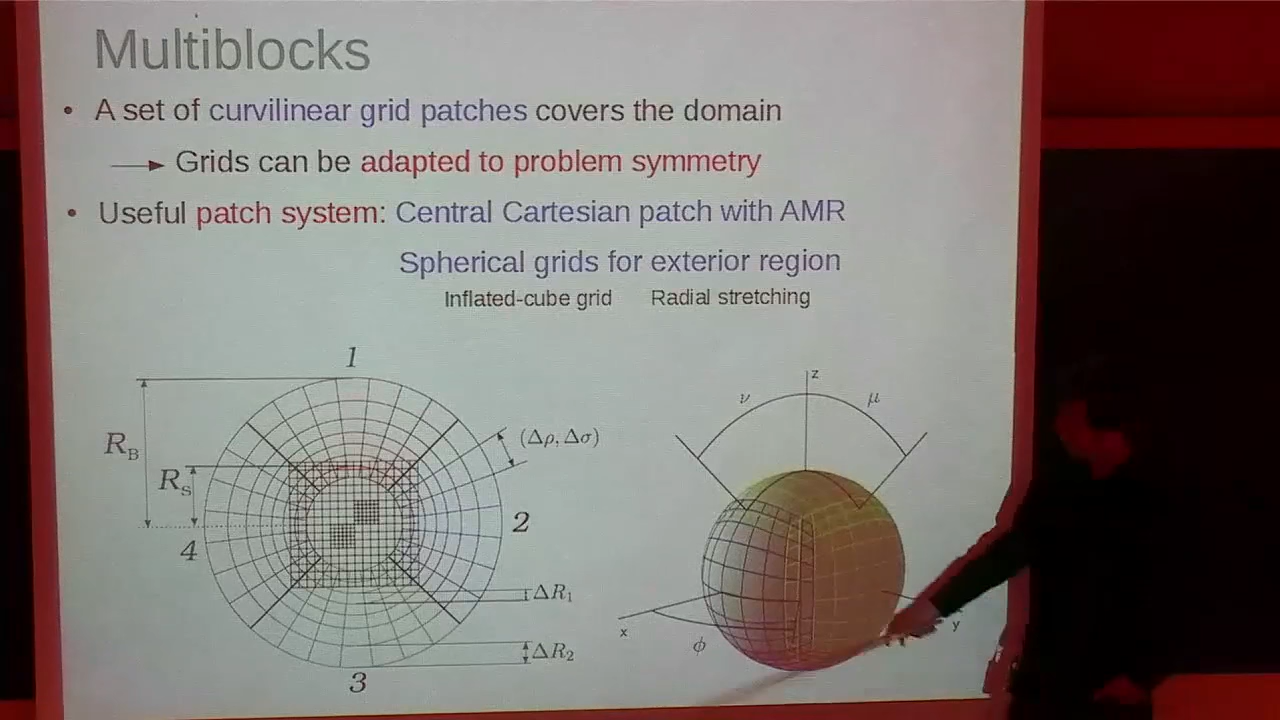 Multiblocks
• A set of curvilinear grid patches covers the domain
Grids can be adapted to problem symmetry
• Useful patch system: Central Cartesian patch with AMR
Spherical grids for exterior region
Inflated-cube grid Radial stretching
1
R_B
R_S
(Δρ, Δσ)
2
4
ΔR₁
ΔR₂
3
z
ν
μ
x
ϕ
y